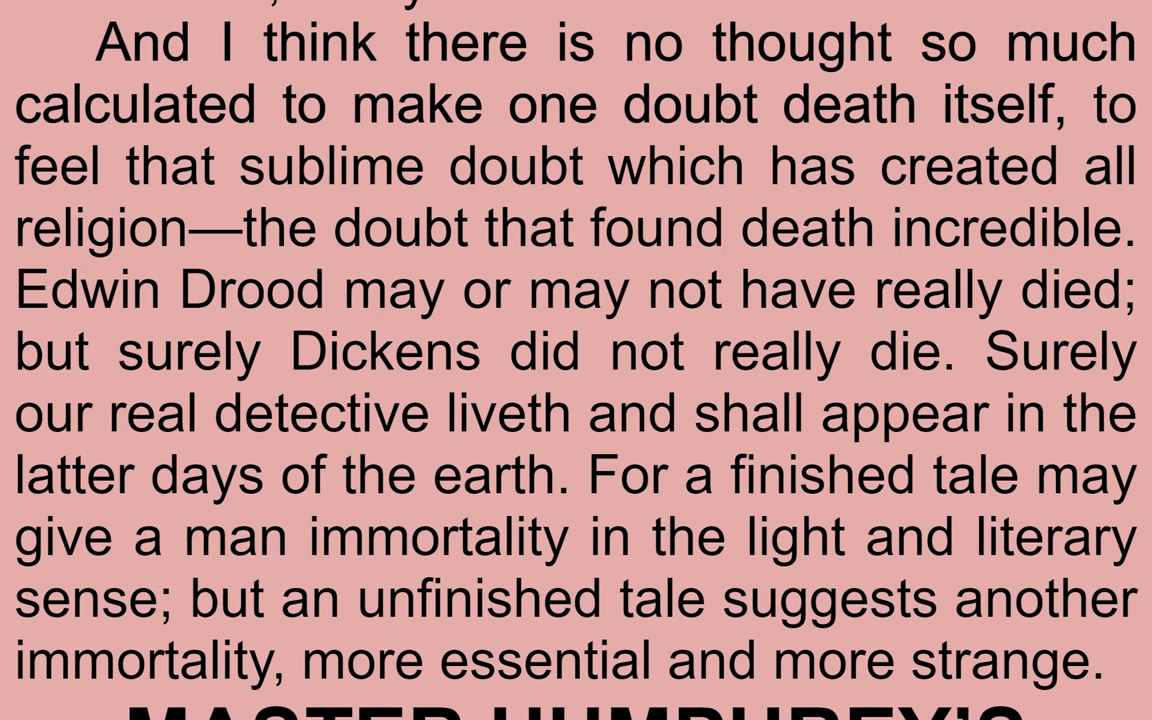 And I think there is no thought so much
calculated to make one doubt death itself, to
feel that sublime doubt which has created all
religion—the doubt that found death incredible.
Edwin Drood may or may not have really died;
but surely Dickens did not really die. Surely
our real detective liveth and shall appear in the
latter days of the earth. For a finished tale may
give a man immortality in the light and literary
sense; but an unfinished tale suggests another
immortality, more essential and more strange.
MASTER HUMPHREY'S